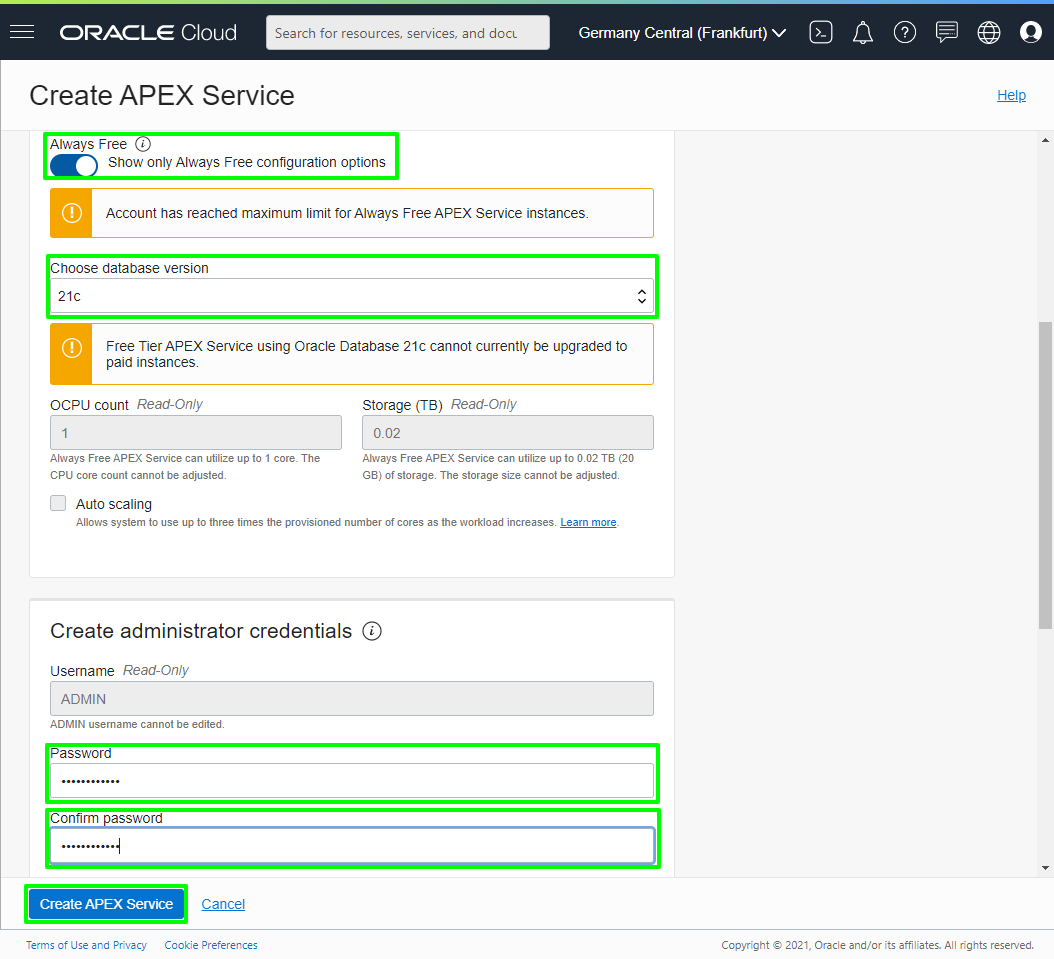 ORACLE Cloud
Search for resources, services, and docu
Germany Central (Frankfurt)
Create APEX Service
Help
Always Free
Show only Always Free configuration options
Account has reached maximum limit for Always Free APEX Service instances.
Choose database version
21c
Free Tier APEX Service using Oracle Database 21c cannot currently be upgraded to
paid instances.
OCPU count Read-Only
Storage (TB) Read-Only
1
0.02
Always Free APEX Service can utilize up to 1 core. The
CPU core count cannot be adjusted.
Always Free APEX Service can utilize up to 0.02 TB (20
GB) of storage. The storage size cannot be adjusted.
Auto scaling
Allows system to use up to three times the provisioned number of cores as the workload increases. Learn more.
Create administrator credentials
Username Read-Only
ADMIN
ADMIN username cannot be edited.
Password
••••••••••••
Confirm password
••••••••••••
Create APEX Service
Cancel
Terms of Use and Privacy
Cookie Preferences
Copyright © 2021, Oracle and/or its affiliates. All rights reserved.